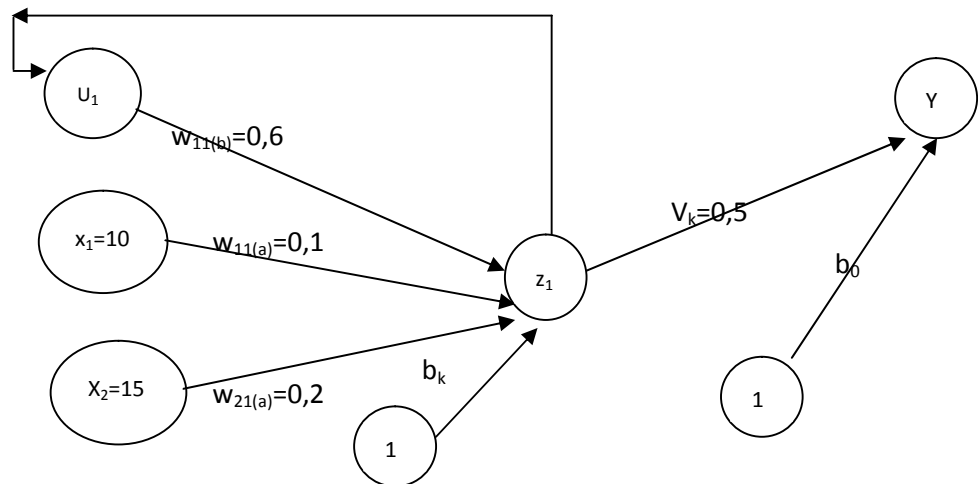 U₁
Y
w₁₁₍b₎=0,6
x₁=10
w₁₁₍a₎=0,1
Vₖ=0,5
z₁
b₀
X₂=15
w₂₁₍a₎=0,2
bₖ
1
1